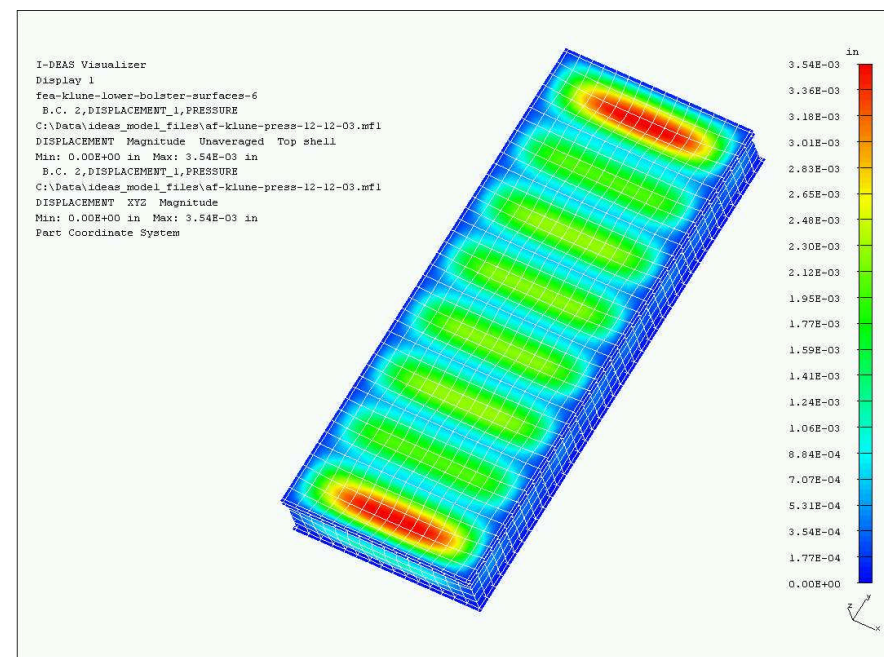 I-DEAS Visualizer
Display 1
fea-klune-lower-bolster-surfaces-6
B.C. 2,DISPLACEMENT_1,PRESSURE
C:\Data\ideas_model_files\af-klune-press-12-12-03.mf1
DISPLACEMENT Magnitude Unaveraged Top shell
Min: 0.00E+00 in Max: 3.54E-03 in
B.C. 2,DISPLACEMENT_1,PRESSURE
C:\Data\ideas_model_files\af-klune-press-12-12-03.mf1
DISPLACEMENT XYZ Magnitude
Min: 0.00E+00 in Max: 3.54E-03 in
Part Coordinate System
in
3.54E-03
3.36E-03
3.18E-03
3.01E-03
2.83E-03
2.65E-03
2.48E-03
2.30E-03
2.12E-03
1.95E-03
1.77E-03
1.59E-03
1.41E-03
1.24E-03
1.06E-03
8.84E-04
7.07E-04
5.31E-04
3.54E-04
1.77E-04
0.00E+00
z
y
x